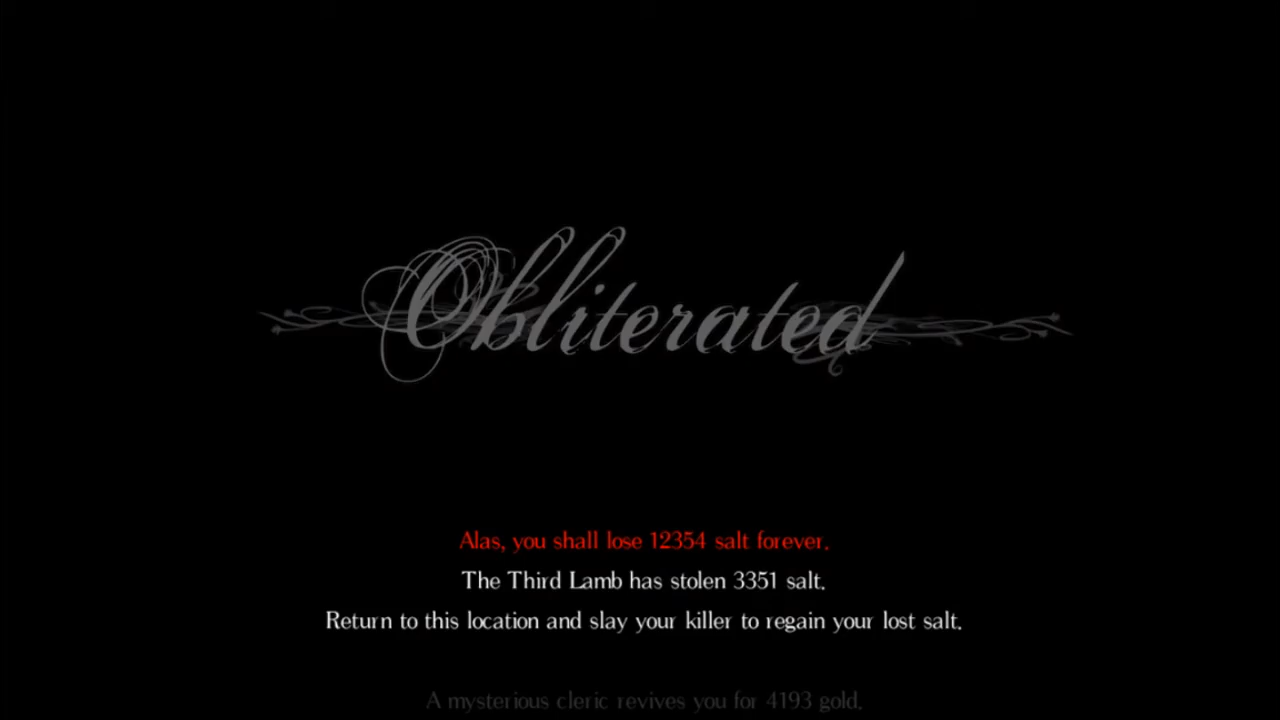 Obliterated
Alas, you shall lose 12354 salt forever.
The Third Lamb has stolen 3351 salt.
Return to this location and slay your killer to regain your lost salt.
A mysterious cleric revives you for 4193 gold.